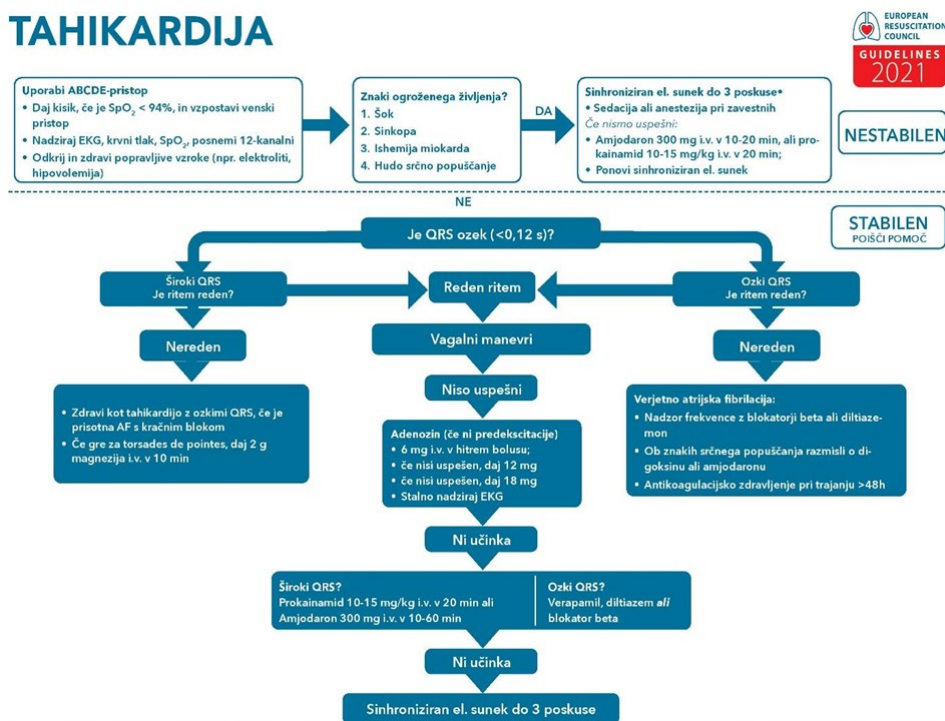 TAHIKARDIJA
EUROPEAN
RESUSCITATION
COUNCIL
GUIDELINES
2021
Uporabi ABCDE-pristop
• Daj kisik, če je SpO₂ < 94%, in vzpostavi venski
pristop
• Nadziraj EKG, krvni tlak, SpO₂, posnemi 12-kanalni
• Odkrij in zdravi popravljive vzroke (npr. elektroliti,
hipovolemija)
Znaki ogroženega življenja?
1. Šok
2. Sinkopa
3. Ishemija miokarda
4. Hudo srčno popuščanje
DA
Sinhroniziran el. sunek do 3 poskuse•
• Sedacija ali anestezija pri zavestnih
Če nismo uspešni:
• Amjodaron 300 mg i.v. v 10-20 min, ali pro-
kainamid 10-15 mg/kg i.v. v 20 min;
• Ponovi sinhroniziran el. sunek
NESTABILEN
NE
STABILEN
POIŠČI POMOČ
Je QRS ozek (<0,12 s)?
Široki QRS
Je ritem reden?
Reden ritem
Ozki QRS
Je ritem reden?
Nereden
Vagalni manevri
Nereden
Niso uspešni
• Zdravi kot tahikardijo z ozkimi QRS, če je
prisotna AF s kračnim blokom
• Če gre za torsades de pointes, daj 2 g
magnezija i.v. v 10 min
Adenozin (če ni predekscitacije)
• 6 mg i.v. v hitrem bolusu;
• če nisi uspešen, daj 12 mg
• če nisi uspešen, daj 18 mg
• Stalno nadziraj EKG
Verjetno atrijska fibrilacija:
• Nadzor frekvence z blokatorji beta ali diltiaze-
mon
• Ob znakih srčnega popuščanja razmisli o di-
goksinu ali amjodaronu
• Antikoagulacijsko zdravljenje pri trajanju >48h
Ni učinka
Široki QRS?
Prokainamid 10-15 mg/kg i.v. v 20 min ali
Amjodaron 300 mg i.v. v 10-60 min
Ozki QRS?
Verapamil, diltiazem ali
blokator beta
Ni učinka
Sinhroniziran el. sunek do 3 poskuse